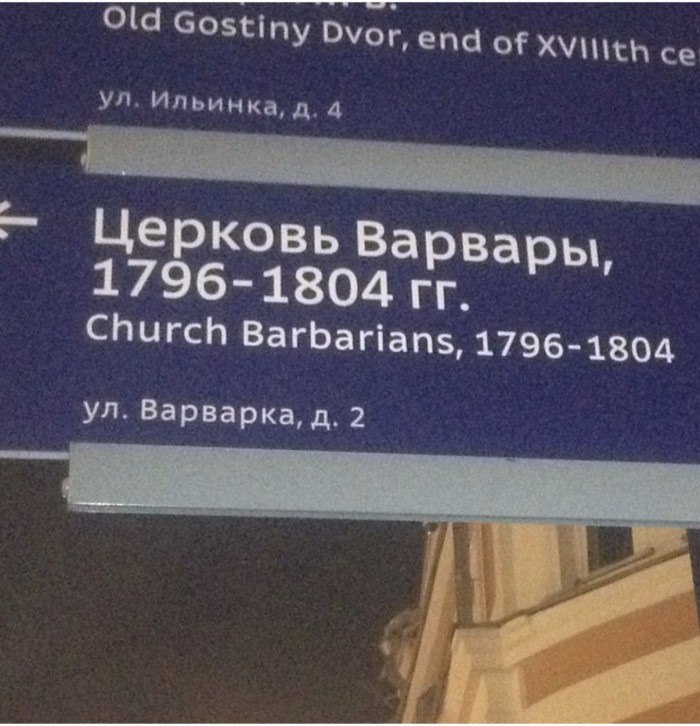 Old Gostiny Dvor, end of XVIIIth
ул. Ильинка, д. 4
Церковь Варвары,
1796-1804 гг.
Church Barbarians, 1796-1804
ул. Варварка, д. 2